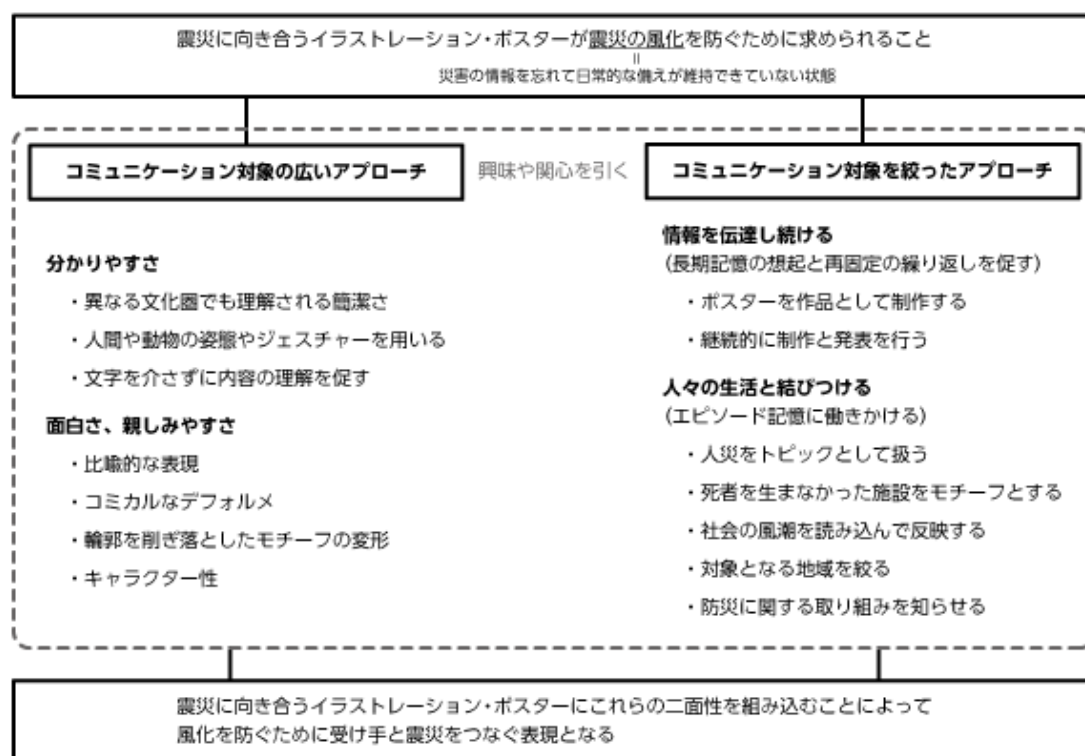 震災に向き合うイラストレーション・ポスターが震災の風化を防ぐために求められること
=
災害の情報を忘れて日常的な備えが維持できていない状態
コミュニケーション対象の広いアプローチ
興味や関心を引く
コミュニケーション対象を絞ったアプローチ
分かりやすさ
・異なる文化圏でも理解される簡潔さ
・人間や動物の姿態やジェスチャーを用いる
・文字を介さずに内容の理解を促す
面白さ、親しみやすさ
・比喩的な表現
・コミカルなデフォルメ
・輪郭を削ぎ落としたモチーフの変形
・キャラクター性
情報を伝達し続ける
(長期記憶の想起と再固定の繰り返しを促す)
・ポスターを作品として制作する
・継続的に制作と発表を行う
人々の生活と結びつける
(エピソード記憶に働きかける)
・人災をトピックとして扱う
・死者を生まなかった施設をモチーフとする
・社会の風潮を読み込んで反映する
・対象となる地域を絞る
・防災に関する取り組みを知らせる
震災に向き合うイラストレーション・ポスターにこれらの二面性を組み込むことによって
風化を防ぐために受け手と震災をつなぐ表現となる